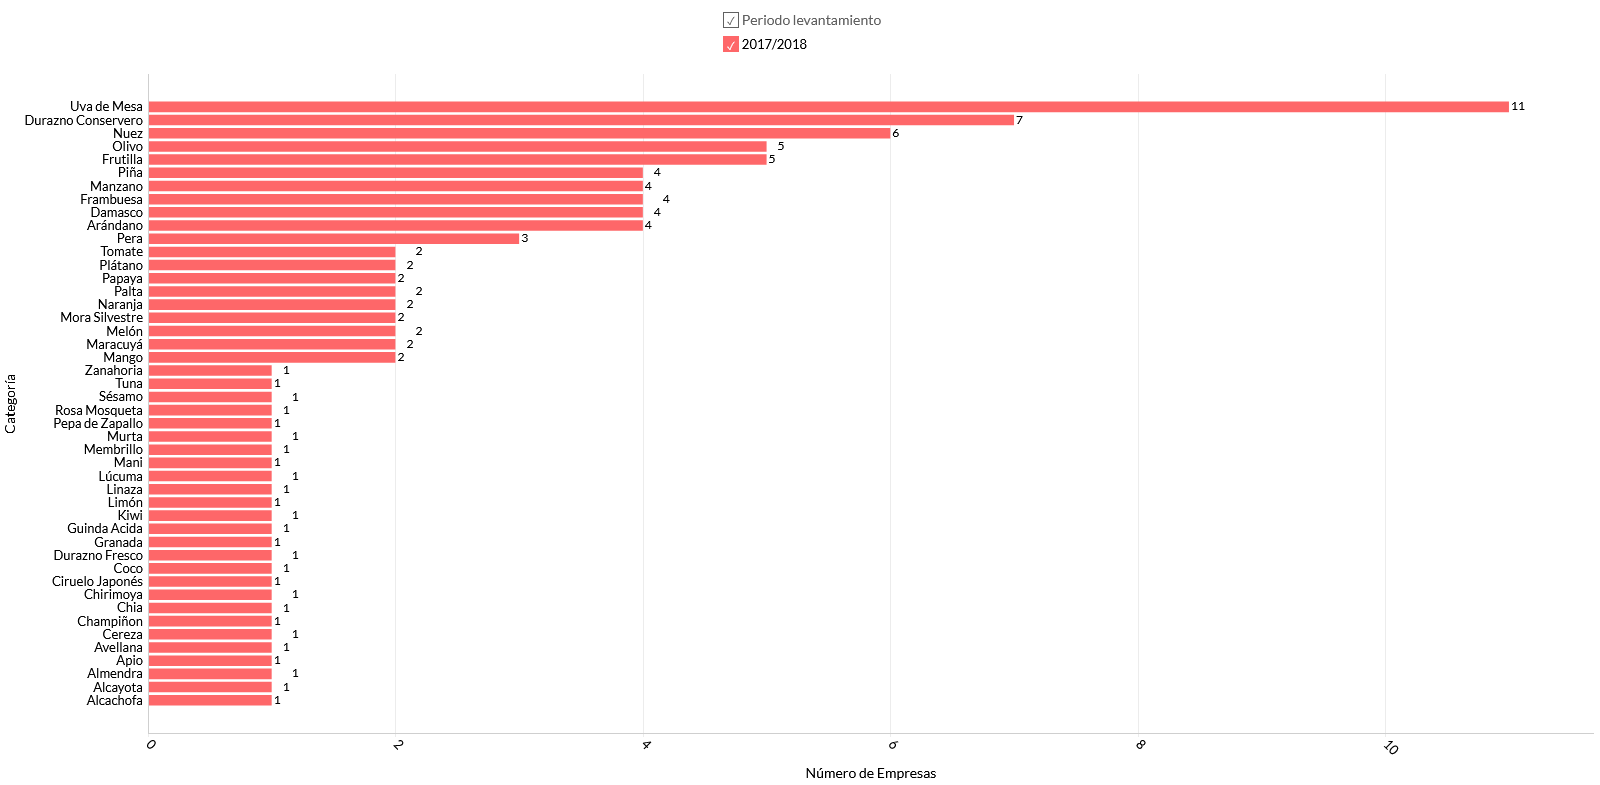 Periodo levantamiento
2017/2018
Uva de Mesa 11
Durazno Conservero 7
Nuez 6
Olivo 5
Frutilla 5
Piña 4
Manzano 4
Frambuesa 4
Damasco 4
Arándano 4
Pera 3
Tomate 2
Plátano 2
Papaya 2
Palta 2
Naranja 2
Mora Silvestre 2
Melón 2
Maracuyá 2
Mango 2
Zanahoria 1
Tuna 1
Sésamo 1
Rosa Mosqueta 1
Pepa de Zapallo 1
Murta 1
Membrillo 1
Mani 1
Lúcuma 1
Linaza 1
Limón 1
Kiwi 1
Guinda Acida 1
Granada 1
Durazno Fresco 1
Coco 1
Ciruelo Japonés 1
Chirimoya 1
Chia 1
Champiñon 1
Cereza 1
Avellana 1
Apio 1
Almendra 1
Alcayota 1
Alcachofa 1
Categoría
0 2 4 6 8 10
Número de Empresas